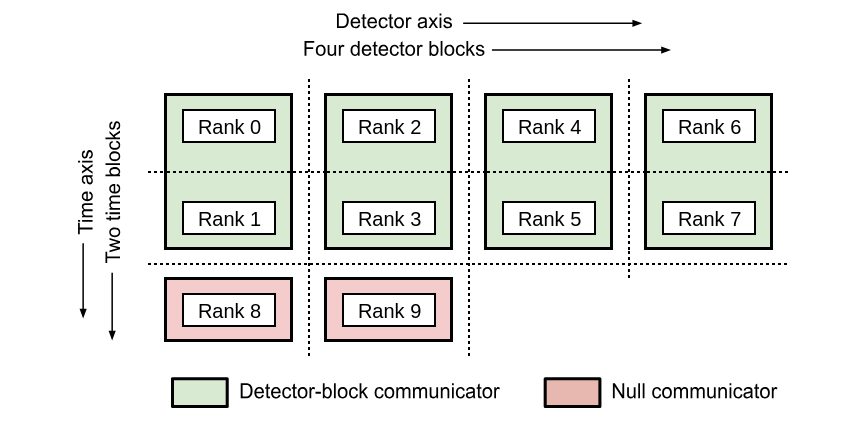 Detector axis
Four detector blocks
Time axis
Two time blocks
Rank 0
Rank 2
Rank 4
Rank 6
Rank 1
Rank 3
Rank 5
Rank 7
Rank 8
Rank 9
Detector-block communicator
Null communicator